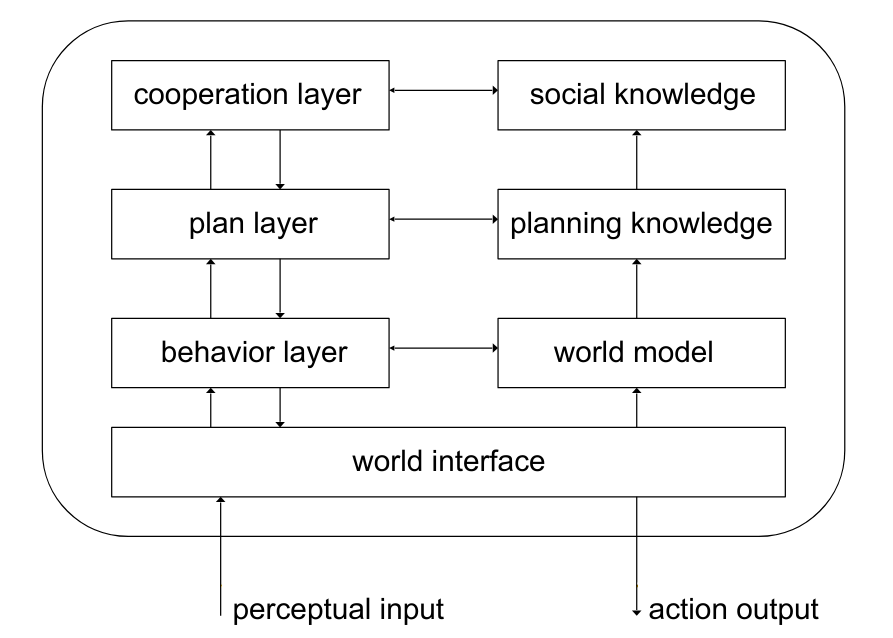 cooperation layer
social knowledge
plan layer
planning knowledge
behavior layer
world model
world interface
perceptual input
action output